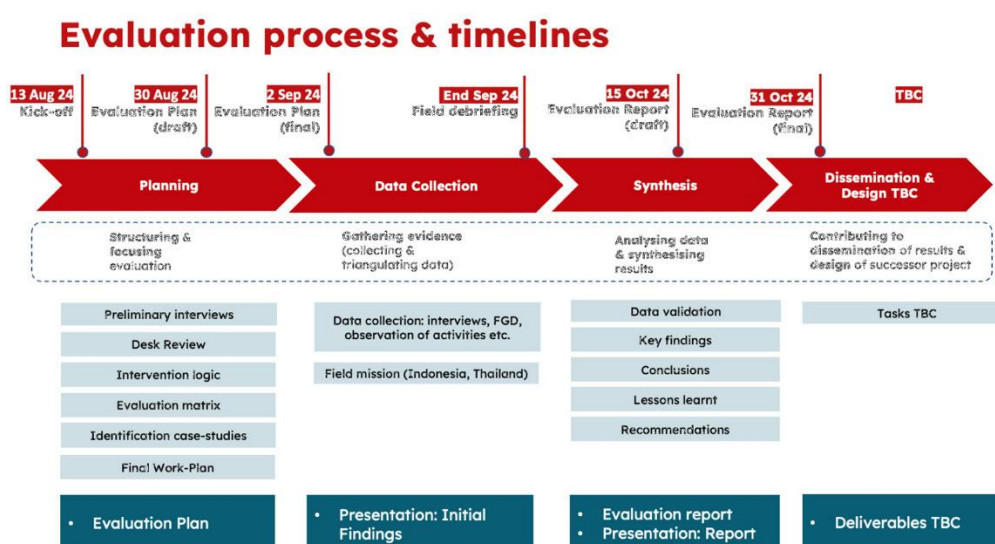 Evaluation process & timelines
13 Aug 24
Kick-off
30 Aug 24
Evaluation Plan
(draft)
2 Sep 24
Evaluation Plan
(final)
End Sep 24
Field debriefing
15 Oct 24
Evaluation Report
(draft)
31 Oct 24
Evaluation Report
(final)
TBC
Planning
Data Collection
Synthesis
Dissemination &
Design TBC
Structuring &
focusing
evaluation
Gathering evidence
(collecting &
triangulating data)
Analysing data
& synthesising
results
Contributing to
dissemination of results &
design of successor project
Preliminary interviews
Desk Review
Intervention logic
Evaluation matrix
Identification case-studies
Final Work-Plan
Data collection: interviews, FGD,
observation of activities etc.
Field mission (Indonesia, Thailand)
Data validation
Key findings
Conclusions
Lessons learnt
Recommendations
Tasks TBC
• Evaluation Plan
• Presentation: Initial
Findings
• Evaluation report
• Presentation: Report
• Deliverables TBC